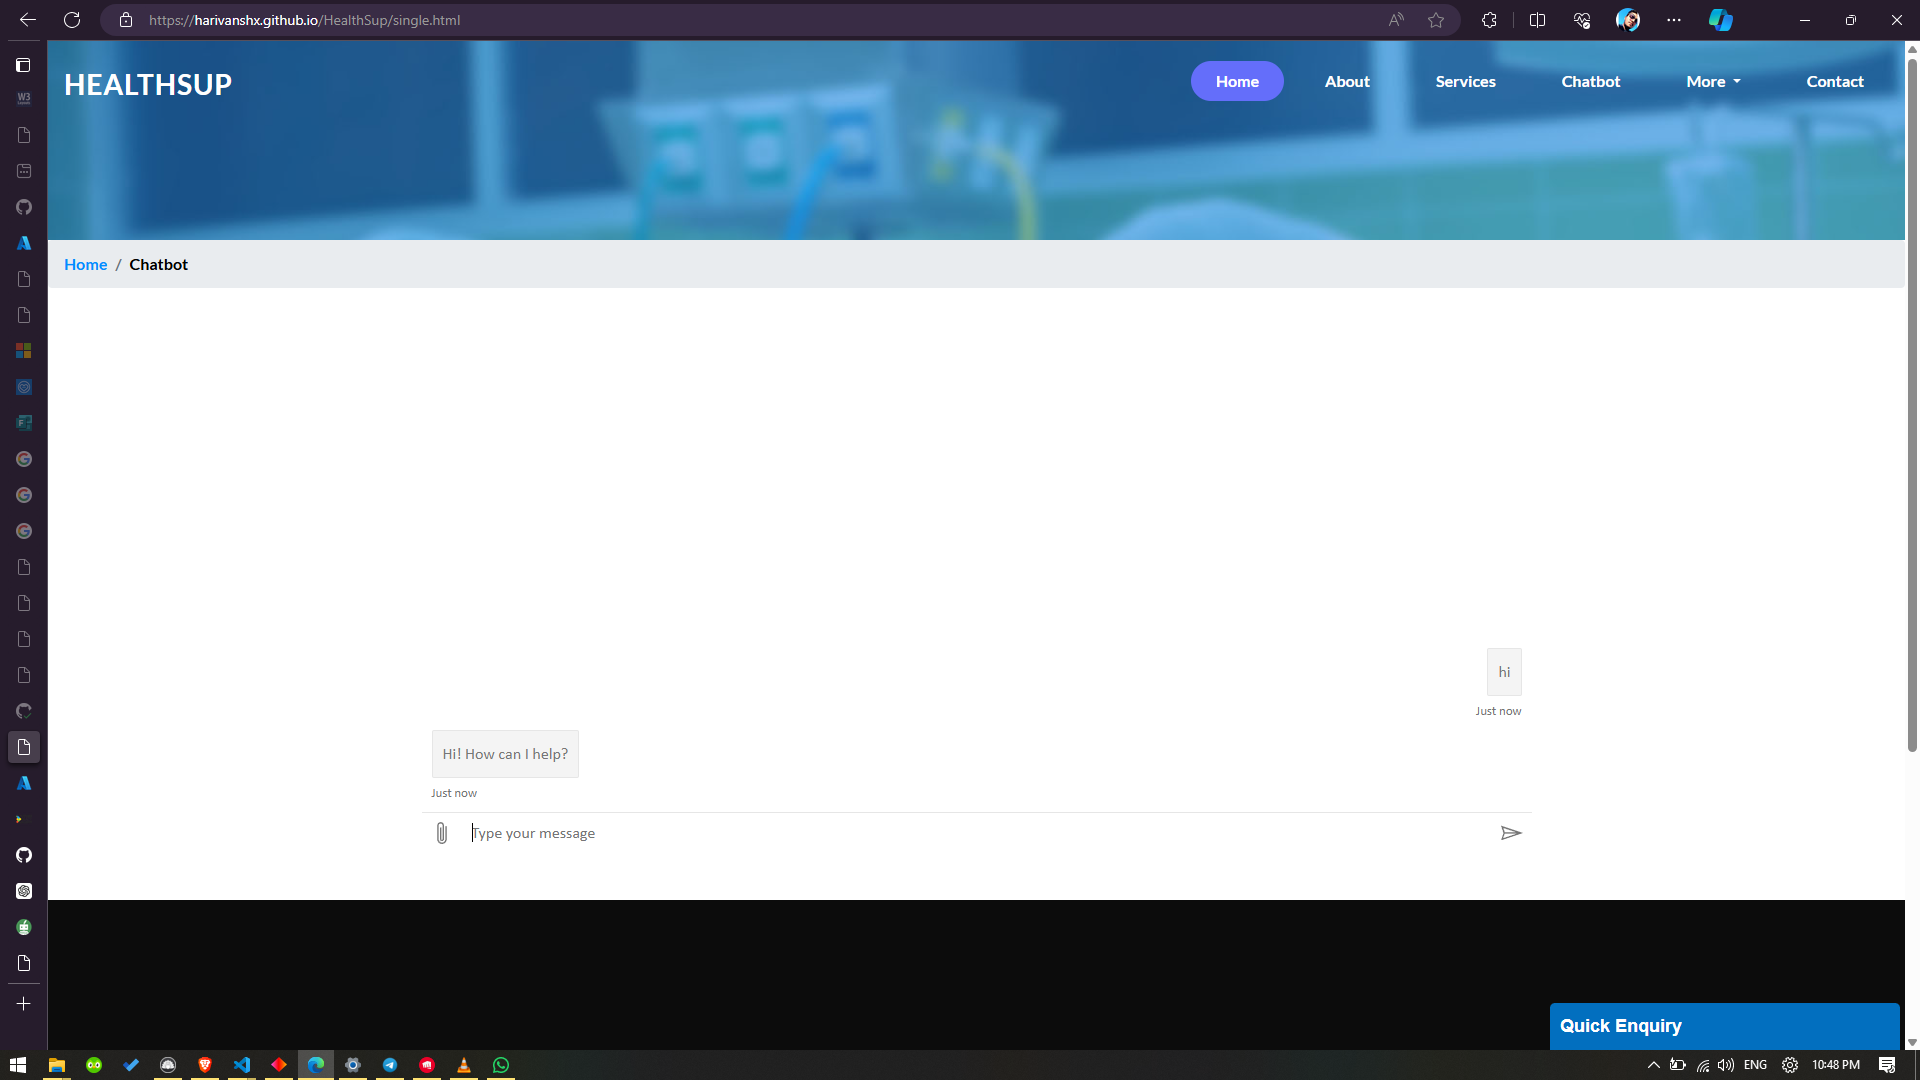 https://harivanshx.github.io/HealthSup/single.html
HEALTHSUP
Home
About
Services
Chatbot
More
Contact
Home / Chatbot
hi
Just now
Hi! How can I help?
Just now
Type your message
Quick Enquiry
ENG
10:48 PM